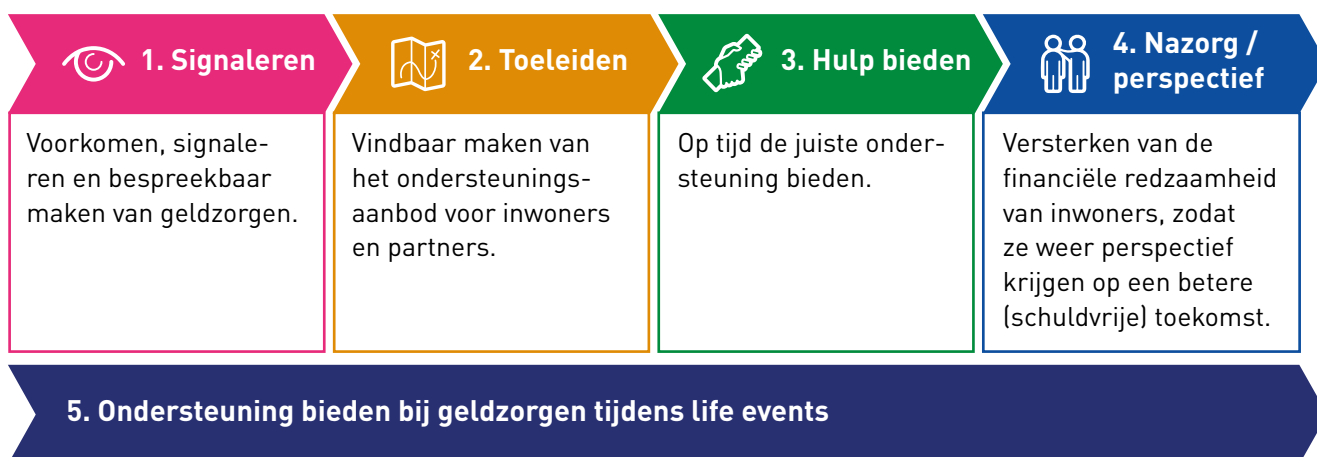 1. Signaleren
Voorkomen, signale-
ren en bespreekbaar
maken van geldzorgen.
2. Toeleiden
Vindbaar maken van
het ondersteunings-
aanbod voor inwoners
en partners.
3. Hulp bieden
Op tijd de juiste onder-
steuning bieden.
4. Nazorg /
perspectief
Versterken van de
financiële redzaamheid
van inwoners, zodat
ze weer perspectief
krijgen op een betere
(schuldvrije) toekomst.
5. Ondersteuning bieden bij geldzorgen tijdens life events